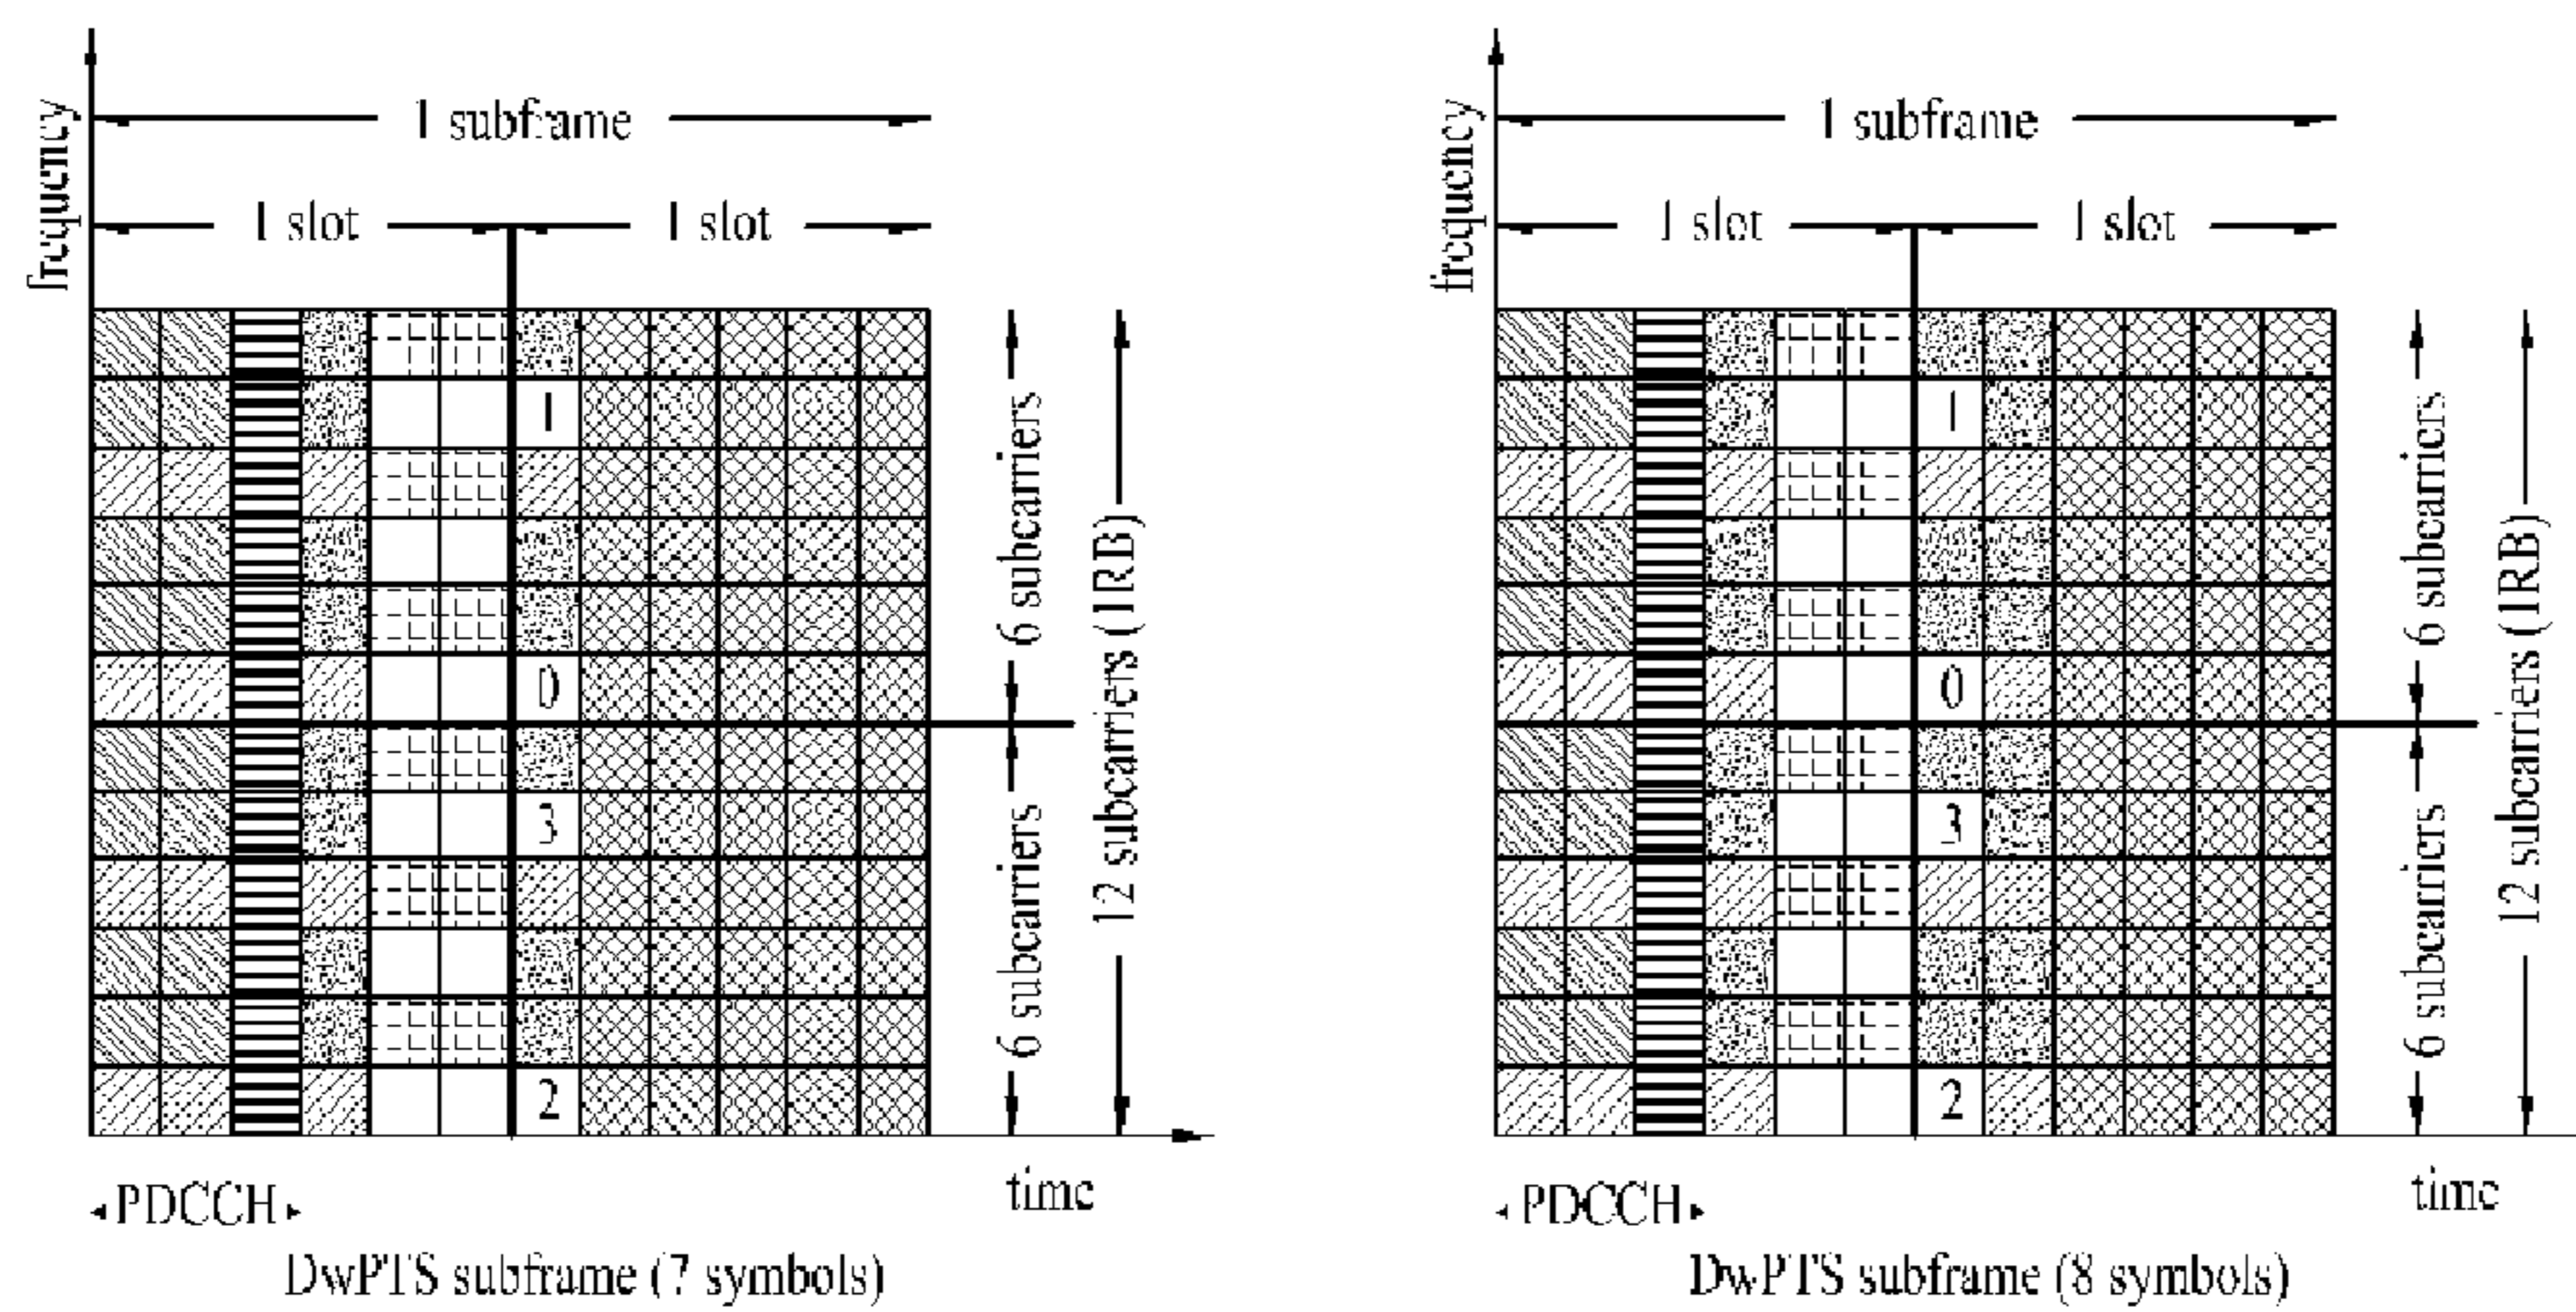 frequency
1 subframe
1 slot
1 slot
1
0
3
2
6 subcarriers
6 subcarriers
12 subcarriers (1RB)
time
PDCCH
DwPTS subframe (7 symbols)
frequency
1 subframe
1 slot
1 slot
1
0
3
2
6 subcarriers
6 subcarriers
12 subcarriers (1RB)
time
PDCCH
DwPTS subframe (8 symbols)